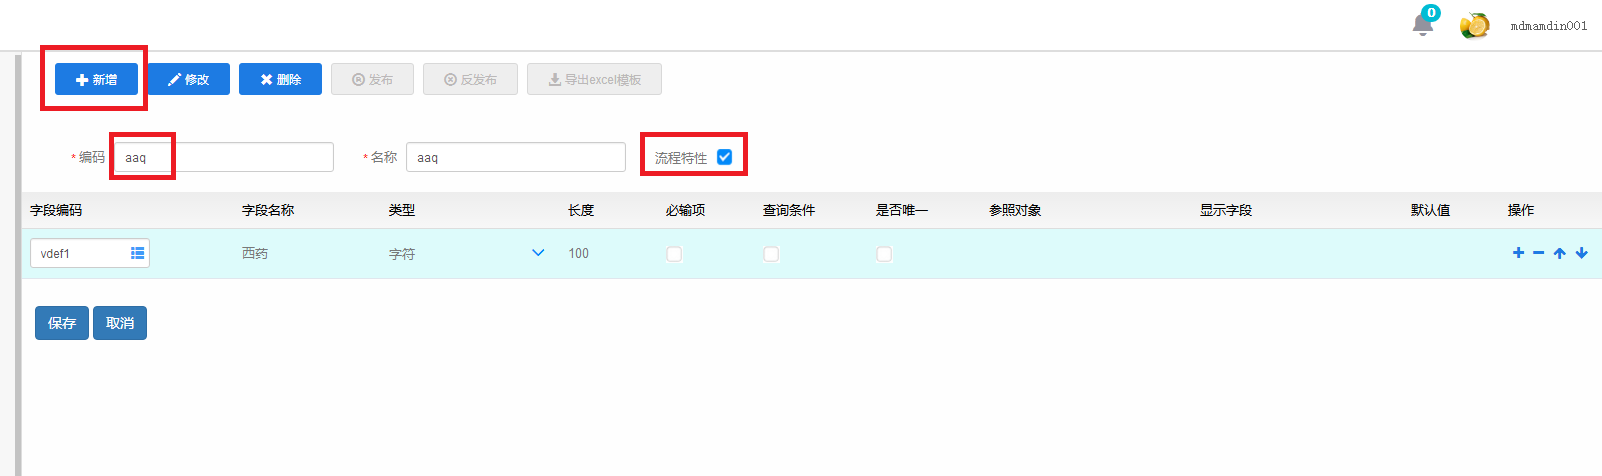 0
mdmamdin001
新增 修改 删除 发布 反发布 导出excel模板
* 编码 aaq * 名称 aaq 流程特性
字段编码 字段名称 类型 长度 必输项 查询条件 是否唯一 参照对象 显示字段 默认值 操作
vdef1 西药 字符 100
保存 取消